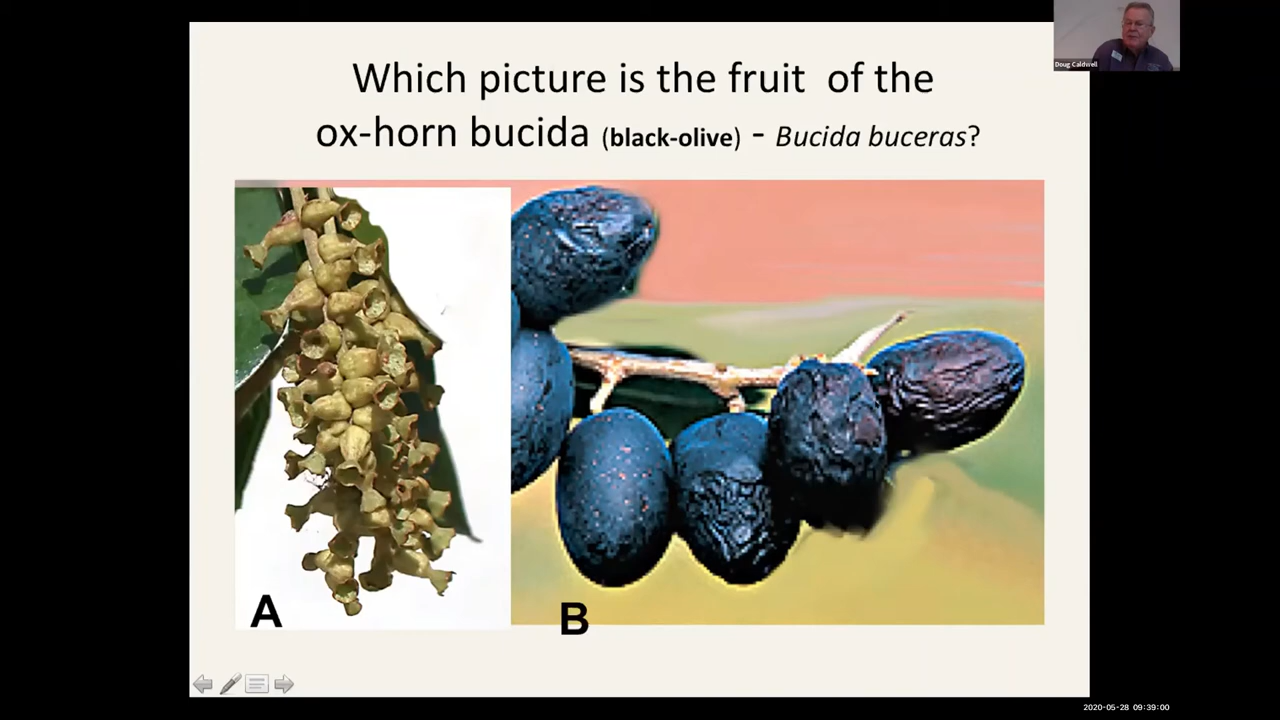 Doug Caldwell
Which picture is the fruit of the
ox-horn bucida (black-olive) - Bucida buceras?
A
B
2020-05-28 09:39:00